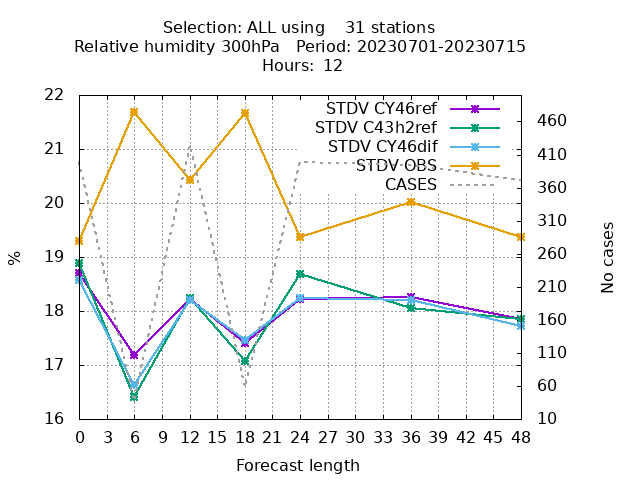 Selection: ALL using    31 stations
Relative humidity 300hPa   Period: 20230701-20230715
Hours:  12
22
21
20
19
18
17
16
%
STDV CY46ref
STDV C43h2ref
STDV CY46dif
STDV OBS
CASES
460
410
360
310
260
210
160
110
60
10
No cases
0 3 6 9 12 15 18 21 24 27 30 33 36 39 42 45 48
Forecast length